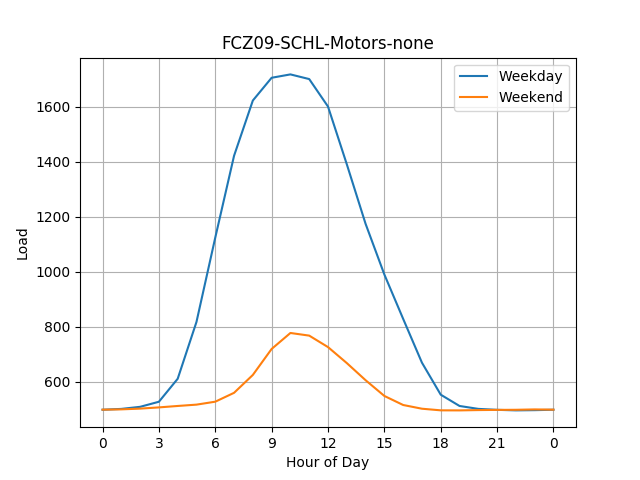 FCZ09-SCHL-Motors-none
Weekday
Weekend
1600
1400
1200
1000
800
600
Load
0 3 6 9 12 15 18 21 0
Hour of Day